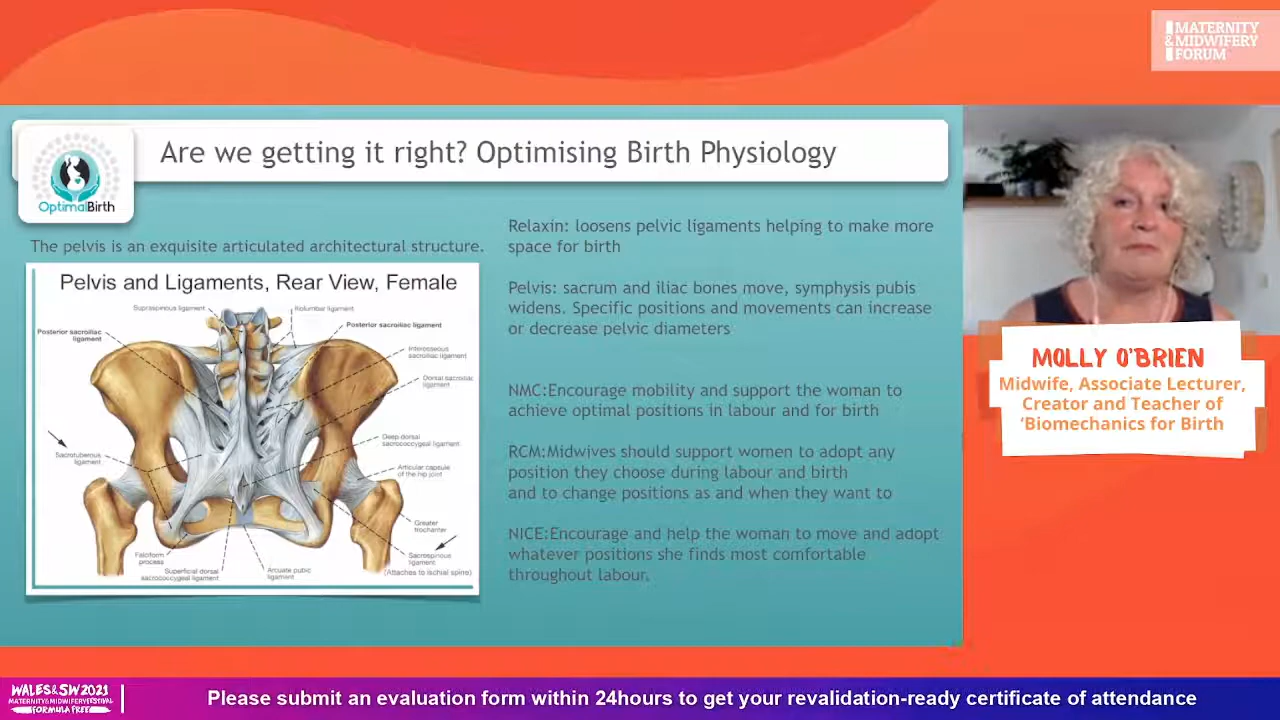 MATERNITY
&MIDWIFERY
FORUM
Are we getting it right? Optimising Birth Physiology
OptimalBirth
The pelvis is an exquisite articulated architectural structure.
Pelvis and Ligaments, Rear View, Female
Supraspinous ligament
Iliolumbar ligament
Posterior sacroiliac
ligament
Posterior sacroiliac ligament
Interosseous
sacroiliac ligament
Dorsal sacroiliac
ligament
Deep dorsal
sacrococcygeal ligament
Sacrotuberous
ligament
Articular capsule
of the hip joint
Greater
trochanter
Falciform
process
Sacrospinous
ligament
(Attaches to ischial spine)
Superficial dorsal
sacrococcygeal ligament
Arcuate pubic
ligament
Relaxin: loosens pelvic ligaments helping to make more
space for birth
Pelvis: sacrum and iliac bones move, symphysis pubis
widens. Specific positions and movements can increase
or decrease pelvic diameters
NMC:Encourage mobility and support the woman to
achieve optimal positions in labour and for birth
RCM:Midwives should support women to adopt any
position they choose during labour and birth
and to change positions as and when they want to
NICE:Encourage and help the woman to move and adopt
whatever positions she finds most comfortable
throughout labour.
MOLLY O'BRIEN
Midwife, Associate Lecturer,
Creator and Teacher of
‘Biomechanics for Birth
WALES&SW2021
MATERNITY&MIDWIFERYFESTIVAL
FORMULA FREE
Please submit an evaluation form within 24hours to get your revalidation-ready certificate of attendance